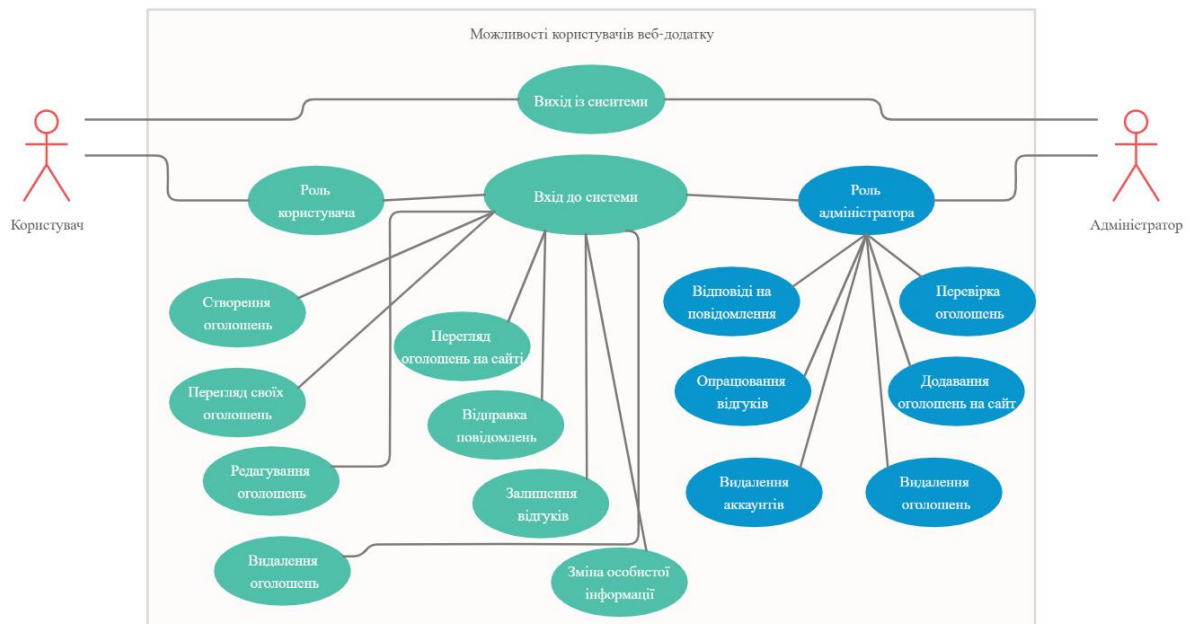 Можливості користувачів веб-додатку
Вихід із сиситеми
Роль
користувача
Вхід до системи
Роль
адміністратора
Користувач
Адміністратор
Створення
оголошень
Відповіді на
повідомлення
Перевірка
оголошень
Перегляд
оголошень на сайті
Перегляд своїх
оголошень
Опрацювання
відгуків
Додавання
оголошень на сайт
Відправка
повідомлень
Редагування
оголошень
Залишення
відгуків
Видалення
аккаунтів
Видалення
оголошень
Видалення
оголошень
Зміна особистої
інформації